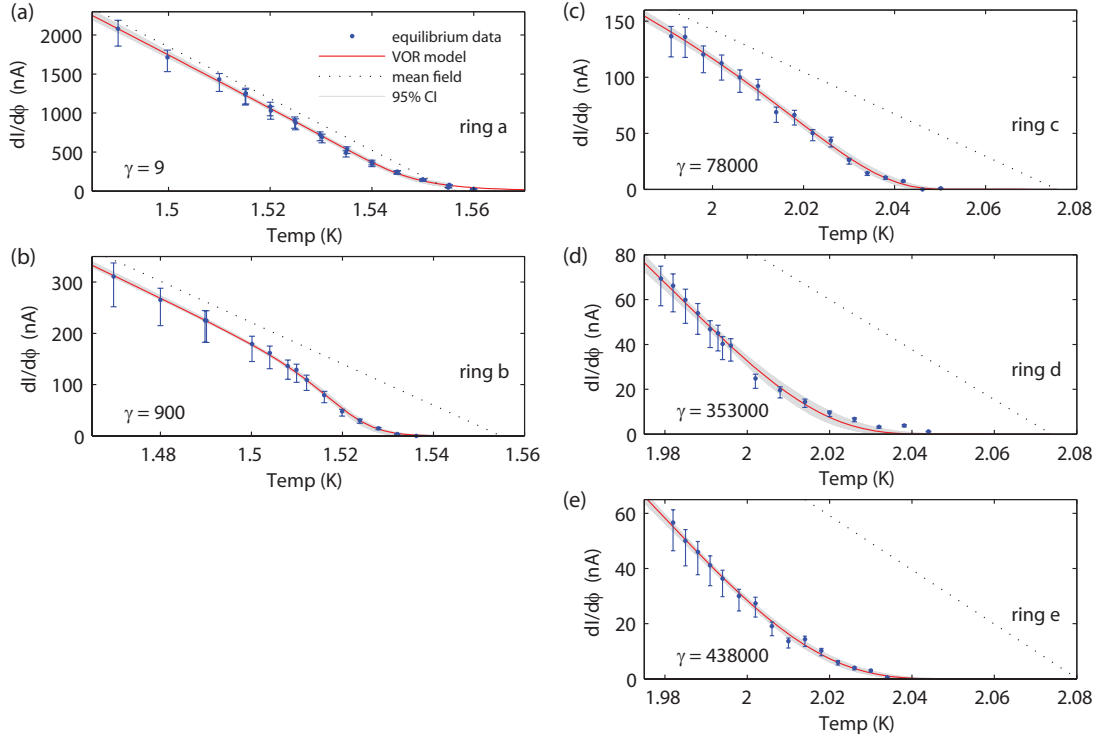 (a)
2000
1500
1000
500
0
dI/dϕ (nA)
equilibrium data
VOR model
mean field
95% CI
ring a
γ = 9
1.5
1.52
1.54
1.56
Temp (K)
(b)
300
200
100
0
dI/dϕ (nA)
ring b
γ = 900
1.48
1.5
1.52
1.54
1.56
Temp (K)
(c)
150
100
50
0
dI/dϕ (nA)
ring c
γ = 78000
2
2.02
2.04
2.06
2.08
Temp (K)
(d)
80
60
40
20
0
dI/dϕ (nA)
ring d
γ = 353000
1.98
2
2.02
2.04
2.06
2.08
Temp (K)
(e)
60
40
20
0
dI/dϕ (nA)
ring e
γ = 438000
1.98
2
2.02
2.04
2.06
2.08
Temp (K)